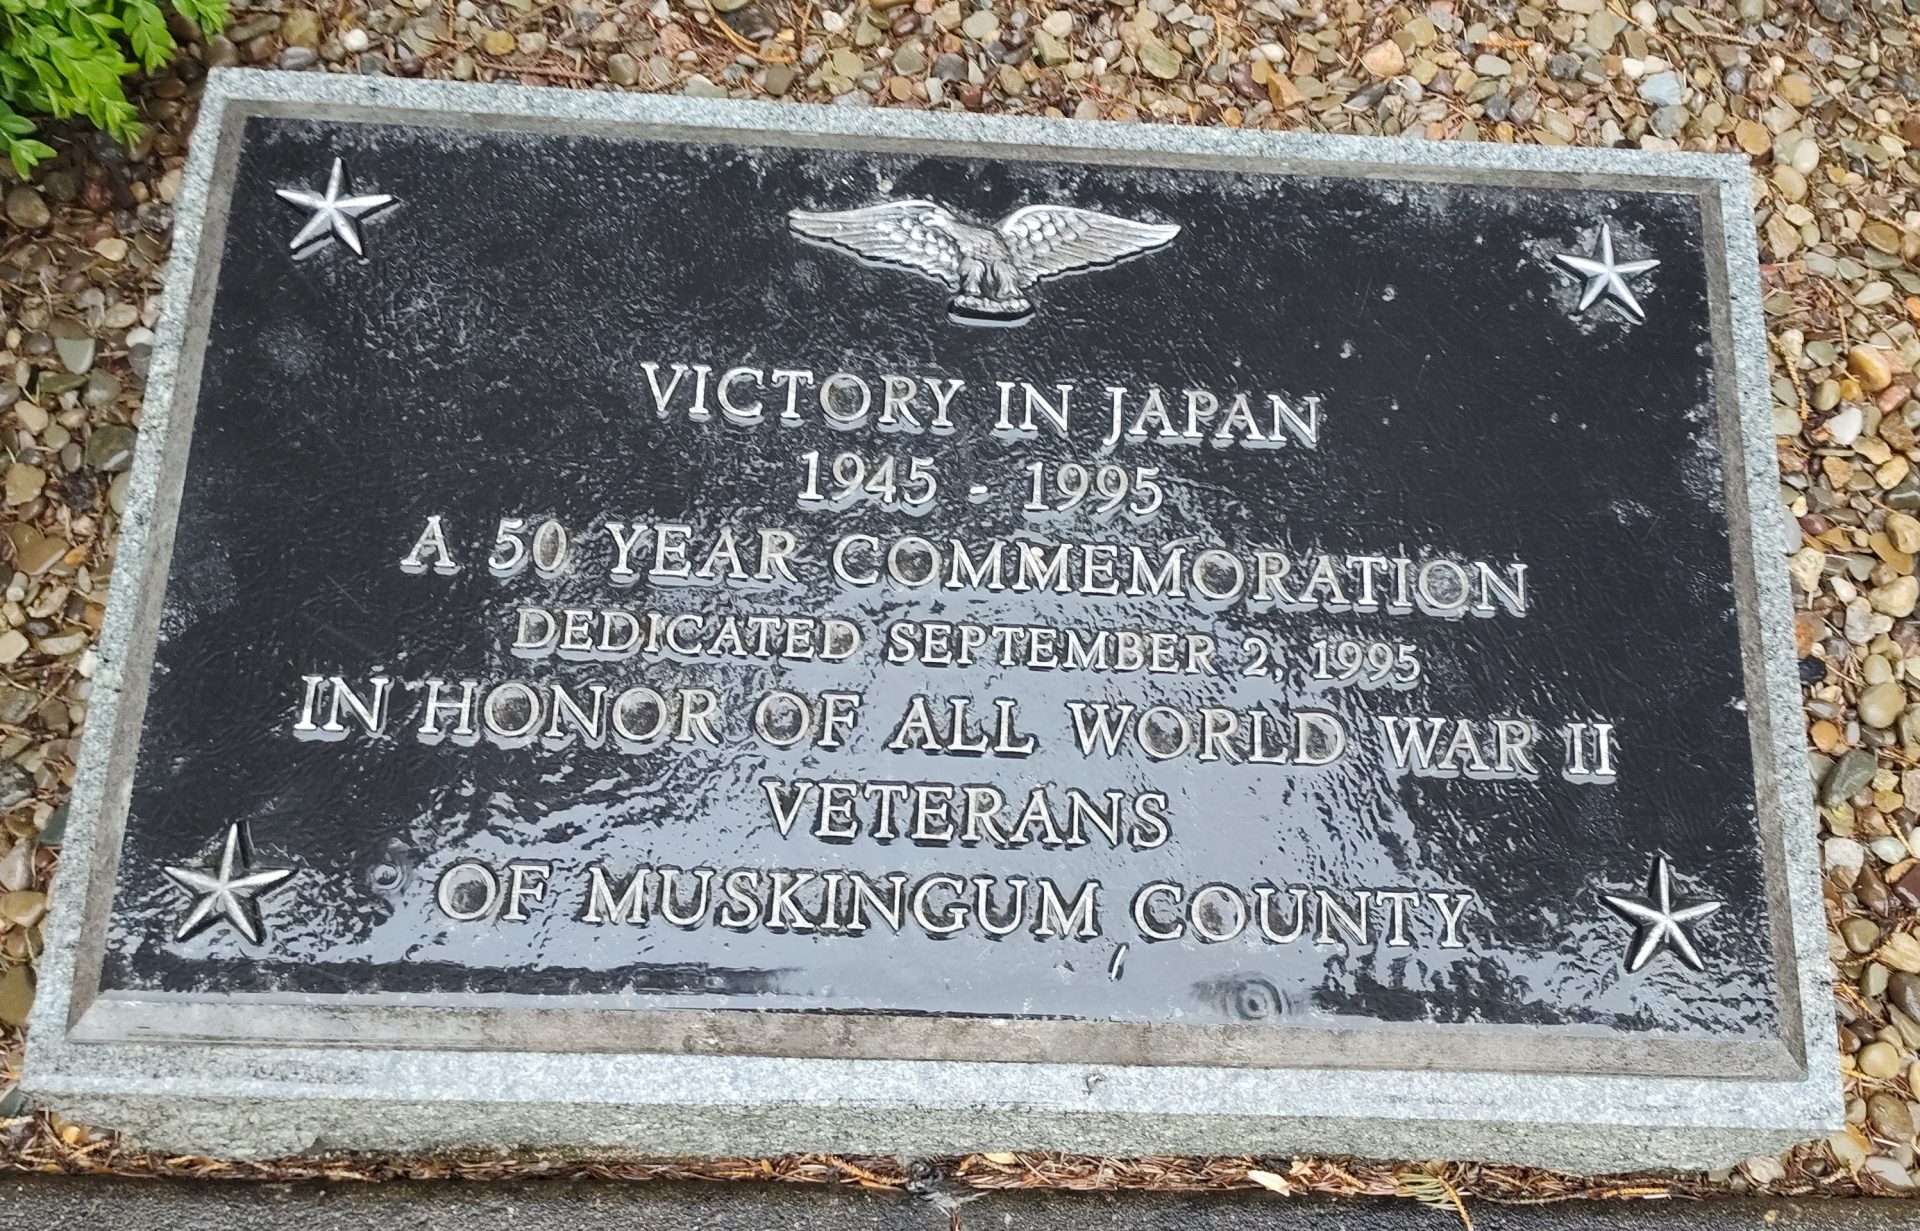 VICTORY IN JAPAN
1945 - 1995
A 50 YEAR COMMEMORATION
DEDICATED SEPTEMBER 2, 1995
IN HONOR OF ALL WORLD WAR II
VETERANS
OF MUSKINGUM COUNTY